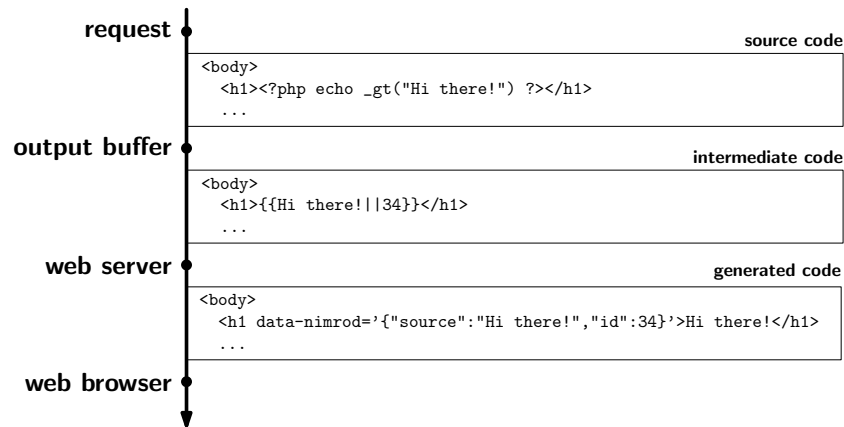 request
source code
<body>
<h1><?php echo _gt("Hi there!") ?></h1>
...
output buffer
intermediate code
<body>
<h1>{{Hi there!||34}}</h1>
...
web server
generated code
<body>
<h1 data-nimrod='{"source":"Hi there!","id":34}'>Hi there!</h1>
...
web browser